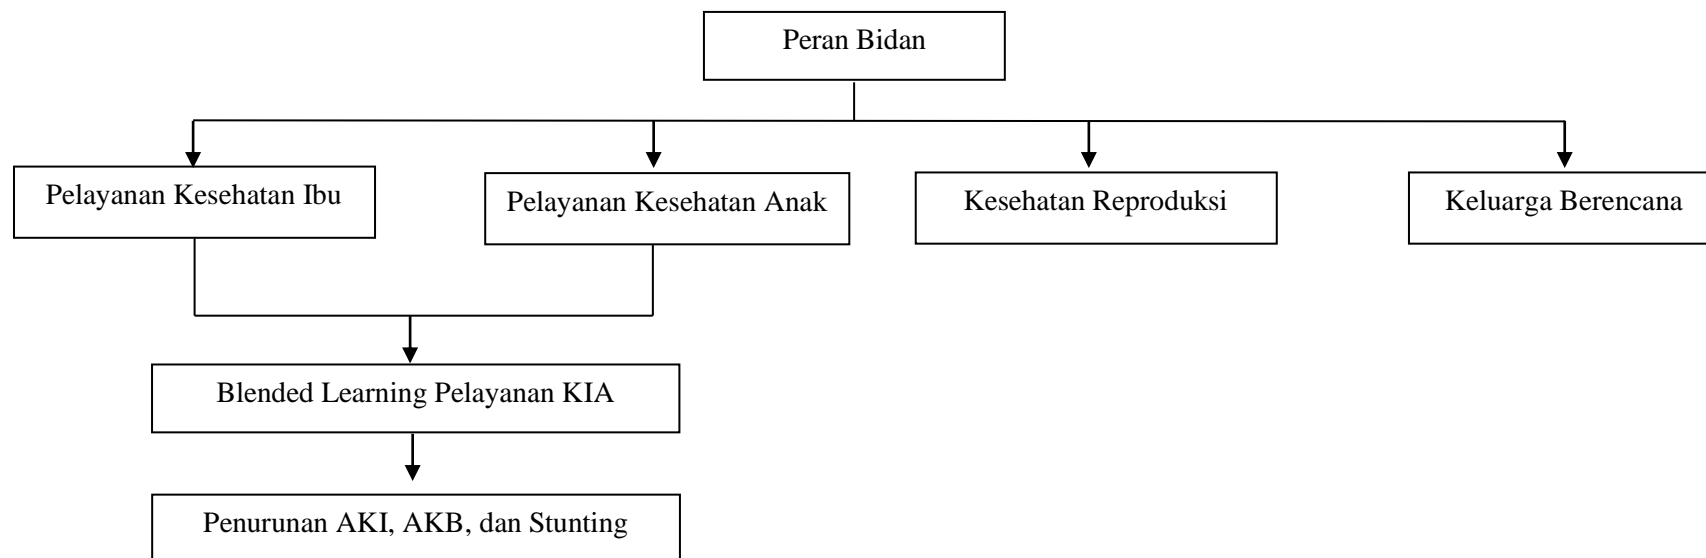 Peran Bidan
Pelayanan Kesehatan Ibu
Pelayanan Kesehatan Anak
Kesehatan Reproduksi
Keluarga Berencana
Blended Learning Pelayanan KIA
Penurunan AKI, AKB, dan Stunting